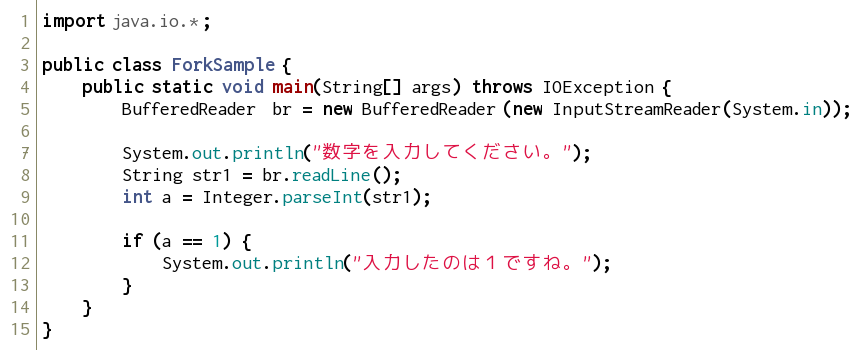 1 import java.io.*;
2
3 public class ForkSample {
4     public static void main(String[] args) throws IOException {
5         BufferedReader br = new BufferedReader(new InputStreamReader(System.in));
6
7         System.out.println("数字を入力してください。");
8         String str1 = br.readLine();
9         int a = Integer.parseInt(str1);
10
11         if (a == 1) {
12             System.out.println("入力したのは１ですね。");
13         }
14     }
15 }